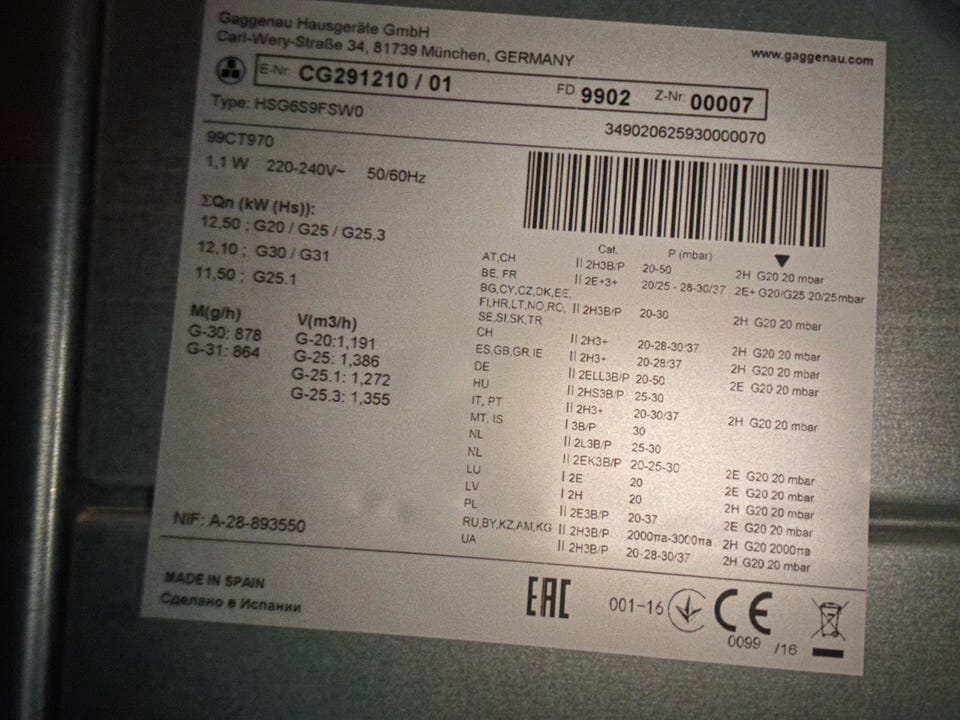 Gaggenau Hausgeräte GmbH
Carl-Wery-Straße 34, 81739 München, GERMANY
www.gaggenau.com
E-Nr. CG291210 / 01 FD 9902 Z-Nr. 00007
Type: HSG6S9FSW0
349020625930000070
99CT970
1,1 W 220-240V~ 50/60Hz
ΣQn (kW (Hs)):
12,50 ; G20 / G25 / G25.3
12,10 ; G30 / G31
11,50 ; G25.1
M(g/h)
G-30: 878
G-31: 864
V(m3/h)
G-20:1,191
G-25: 1,386
G-25.1: 1,272
G-25.3: 1,355
Cat. P (mbar)
AT,CH II 2H3B/P 20-50 2H G20 20 mbar
BE, FR II 2E+3+ 20/25 - 28-30/37 2E+ G20/G25 20/25mbar
BG,CY,CZ,DK,EE,
FI,HR,LT,NO,RO, II 2H3B/P 20-30 2H G20 20 mbar
SE,SI,SK,TR
CH II 2H3+ 20-28-30/37 2H G20 20 mbar
ES,GB,GR,IE II 2H3+ 20-28/37 2H G20 20 mbar
DE II 2ELL3B/P 20-50 2E G20 20 mbar
HU II 2HS3B/P 25-30
IT, PT II 2H3+ 20-30/37 2H G20 20 mbar
MT, IS I 3B/P 30
NL II 2L3B/P 25-30
NL II 2EK3B/P 20-25-30
LU I 2E 20 2E G20 20 mbar
LV I 2H 20 2E G20 20 mbar
PL II 2E3B/P 20-37 2H G20 20 mbar
RU,BY,KZ,AM,KG II 2H3B/P 2000πa-3000πa 2E G20 20 mbar
UA II 2H3B/P 20-28-30/37 2H G20 2000πa
2H G20 20 mbar
NIF: A-28-893550
MADE IN SPAIN
Сделано в Испании
EAC 001-16 CE
0099 /16